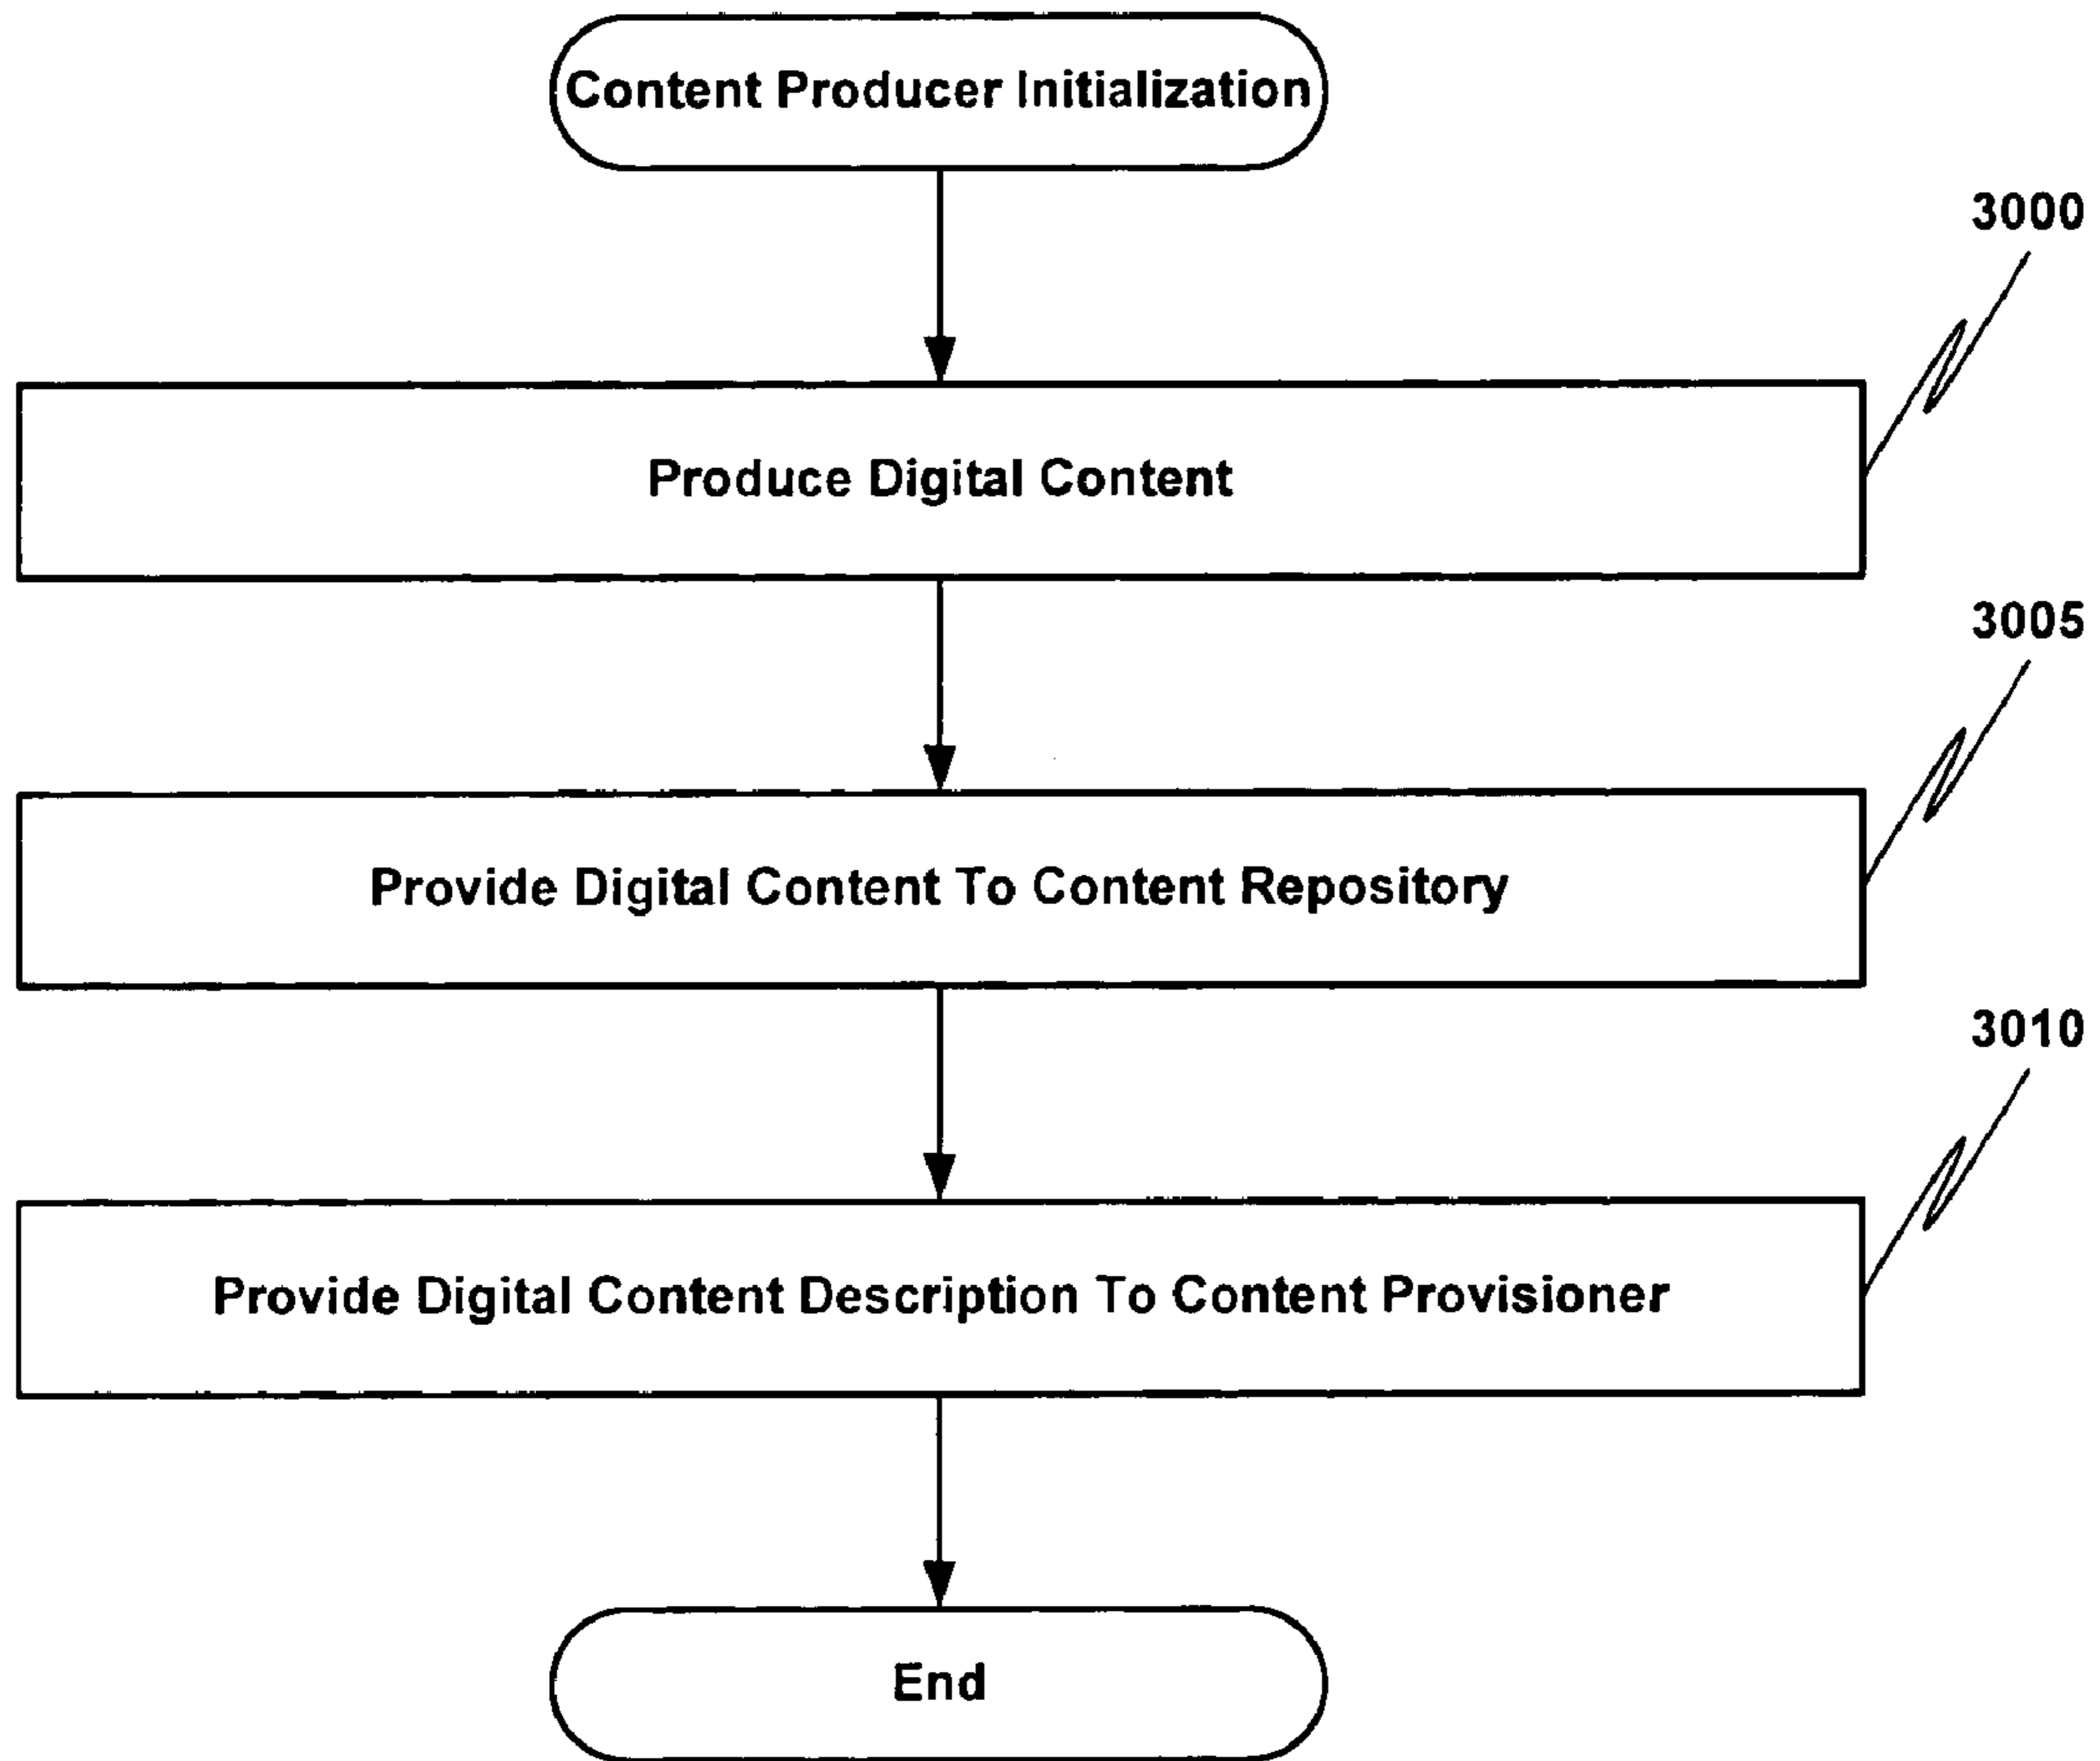 Content Producer Initialization
3000
Produce Digital Content
3005
Provide Digital Content To Content Repository
3010
Provide Digital Content Description To Content Provisioner
End